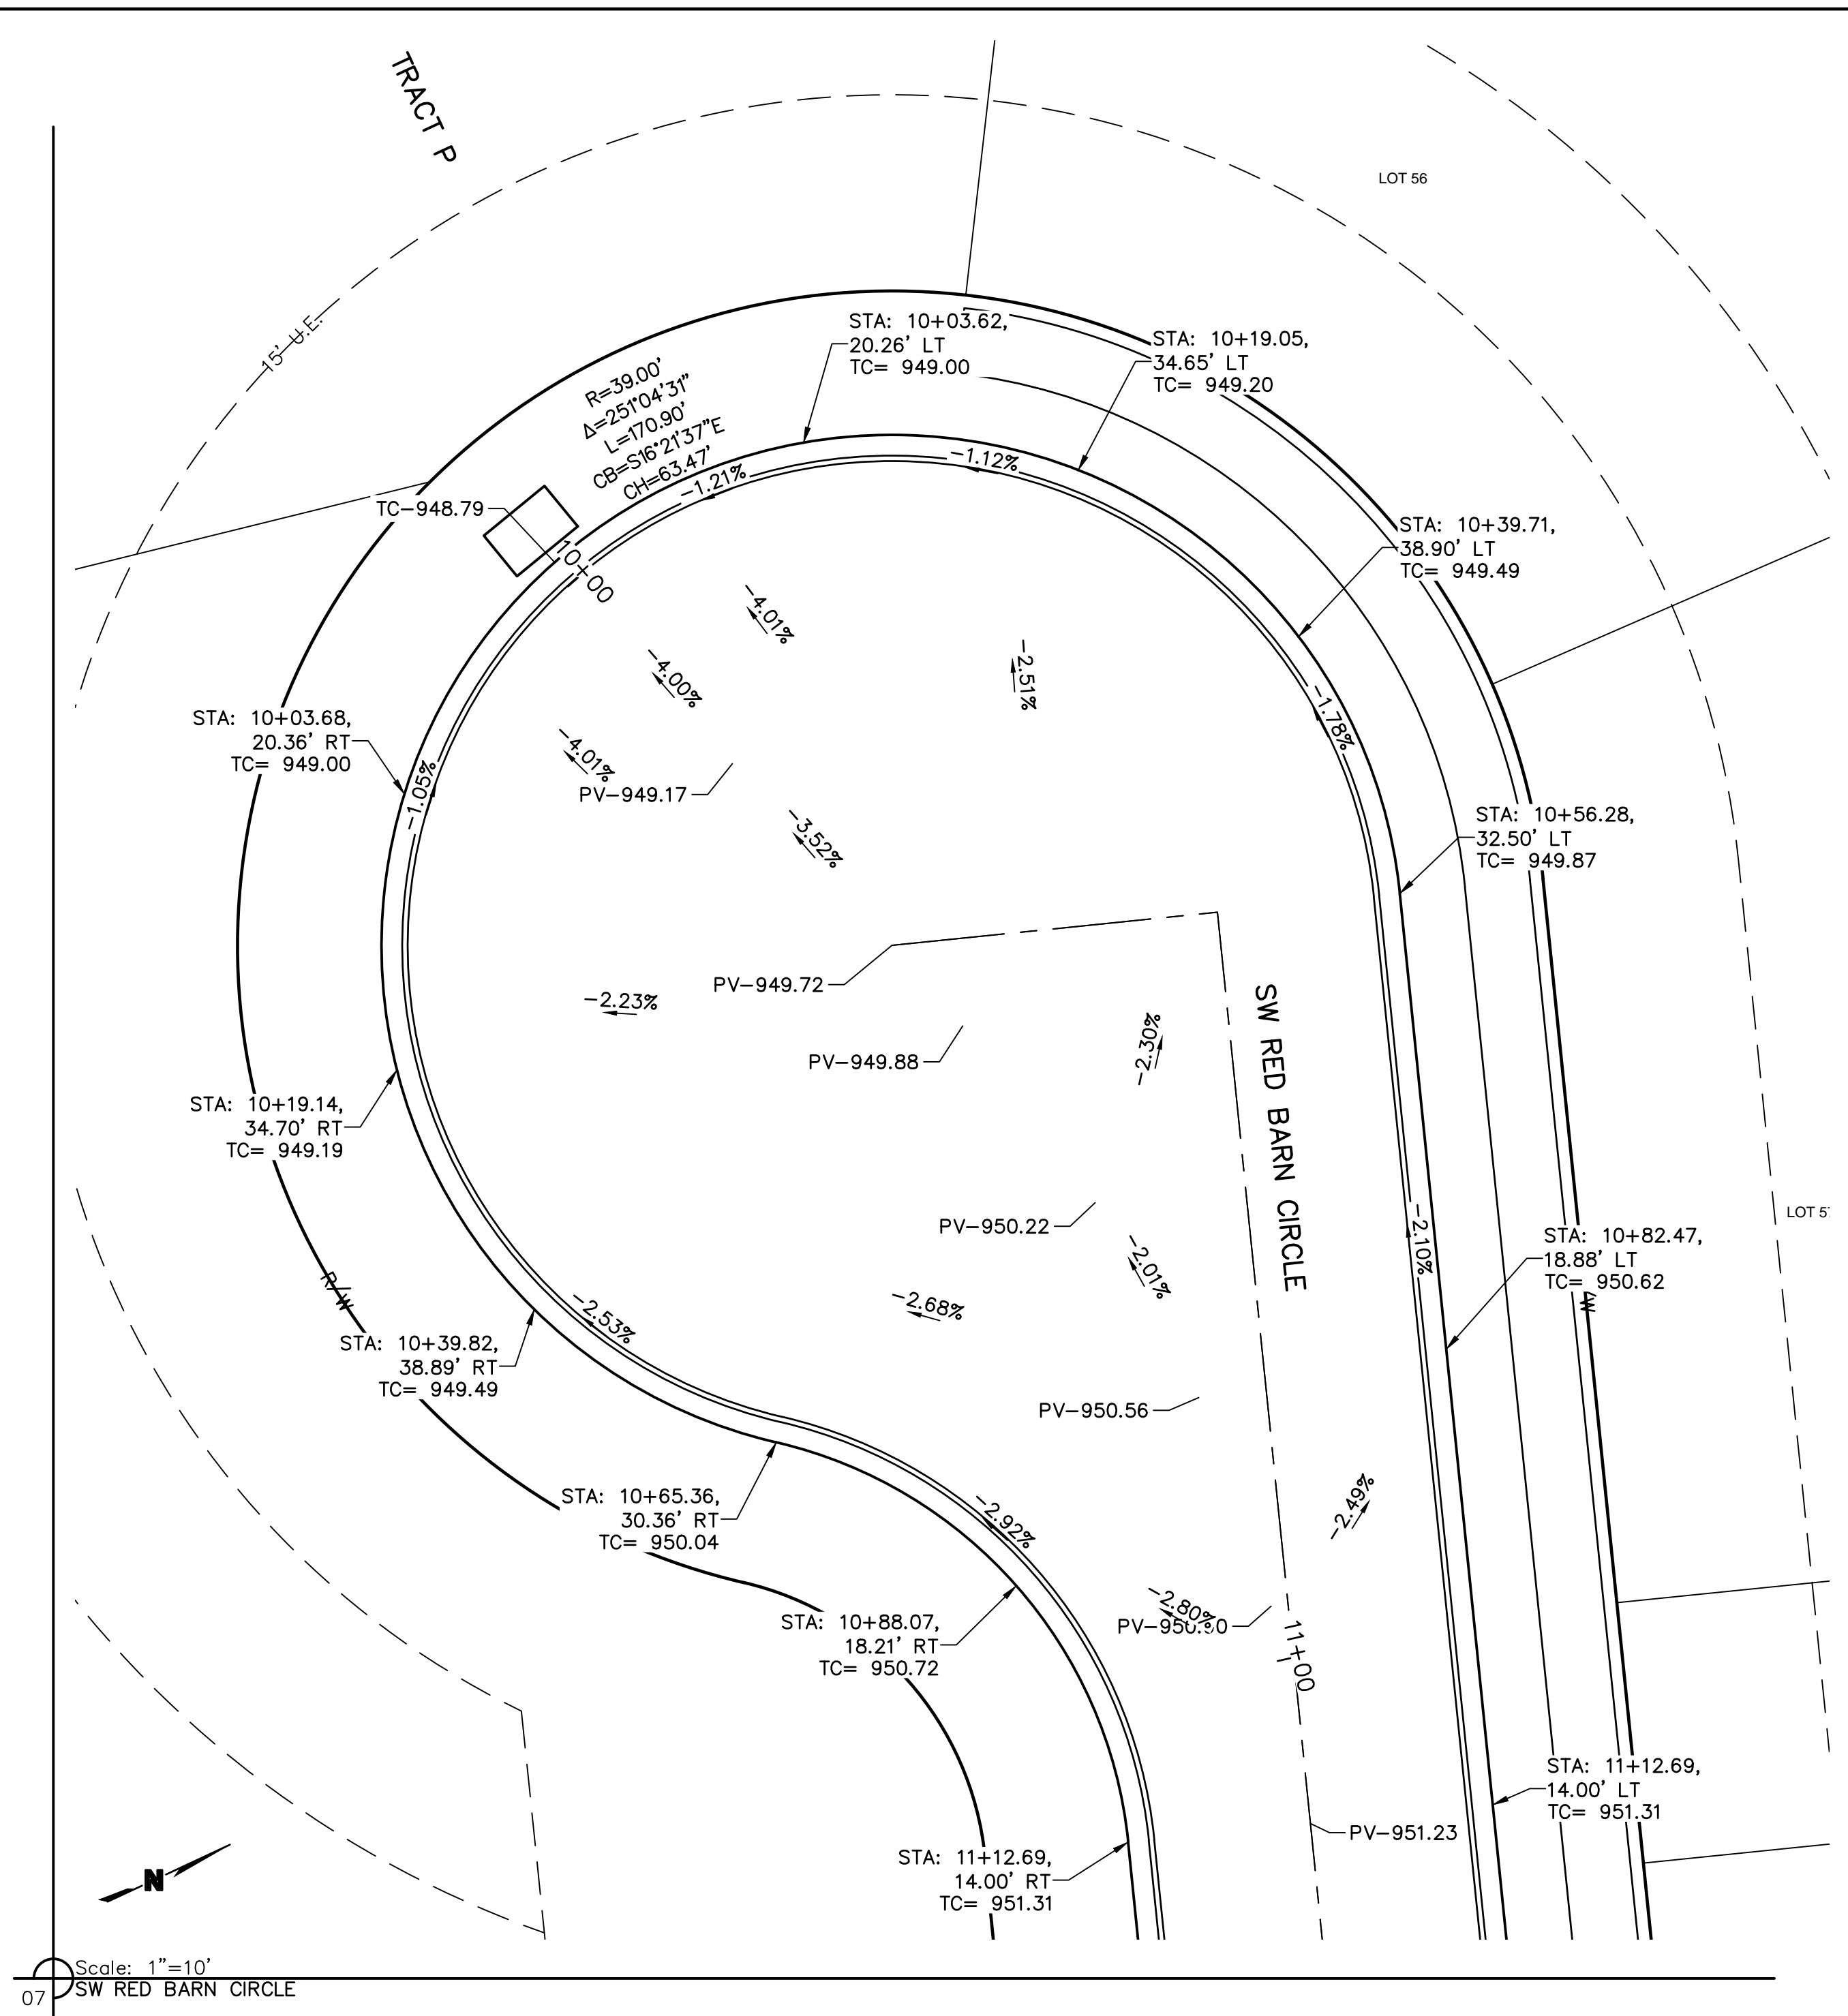 TRACT P
LOT 56
15' U.E.
STA: 10+03.62,
20.26' LT
TC= 949.00
STA: 10+19.05,
34.65' LT
TC= 949.20
R=39.00'
Δ=251°04'31"
L=170.90'
CB=S16°21'37"E
CH=63.47'
-1.21%
-1.12%
TC-948.79
10+00
STA: 10+39.71,
38.90' LT
TC= 949.49
-4.01%
-4.00%
-2.51%
-4.01%
-1.78%
STA: 10+03.68,
20.36' RT
TC= 949.00
-1.05%
PV-949.17
-3.52%
STA: 10+56.28,
32.50' LT
TC= 949.87
PV-949.72
-2.23%
PV-949.88
-2.30%
SW RED BARN CIRCLE
STA: 10+19.14,
34.70' RT
TC= 949.19
PV-950.22
-2.01%
-2.10%
LOT 5
STA: 10+82.47,
18.88' LT
TC= 950.62
/W
R/W
-2.68%
-2.53%
STA: 10+39.82,
38.89' RT
TC= 949.49
PV-950.56
STA: 10+65.36,
30.36' RT
TC= 950.04
-2.92%
-2.49%
-2.80%
PV-950.90
11+00
STA: 10+88.07,
18.21' RT
TC= 950.72
STA: 11+12.69,
14.00' LT
TC= 951.31
PV-951.23
STA: 11+12.69,
14.00' RT
TC= 951.31
N
Scale: 1"=10'
SW RED BARN CIRCLE
07